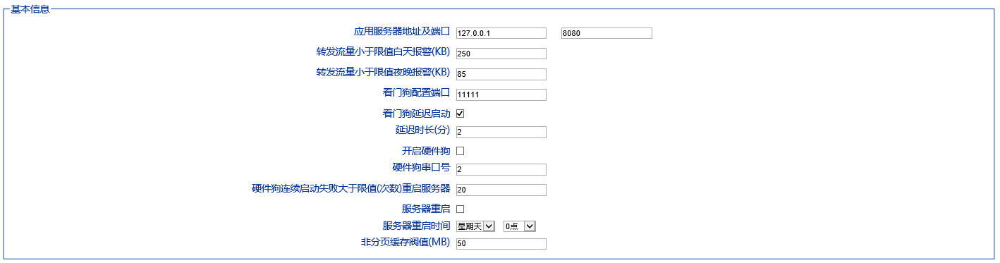 基本信息
应用服务器地址及端口 127.0.0.1 8080
转发流量小于限值白天报警(KB) 250
转发流量小于限值夜晚报警(KB) 85
看门狗配置端口 11111
看门狗延迟启动
延迟时长(分) 2
开启硬件狗
硬件狗串口号 2
硬件狗连续启动失败大于限值(次数)重启服务器 20
服务器重启
服务器重启时间 星期天 0点
非分页缓存阀值(MB) 50